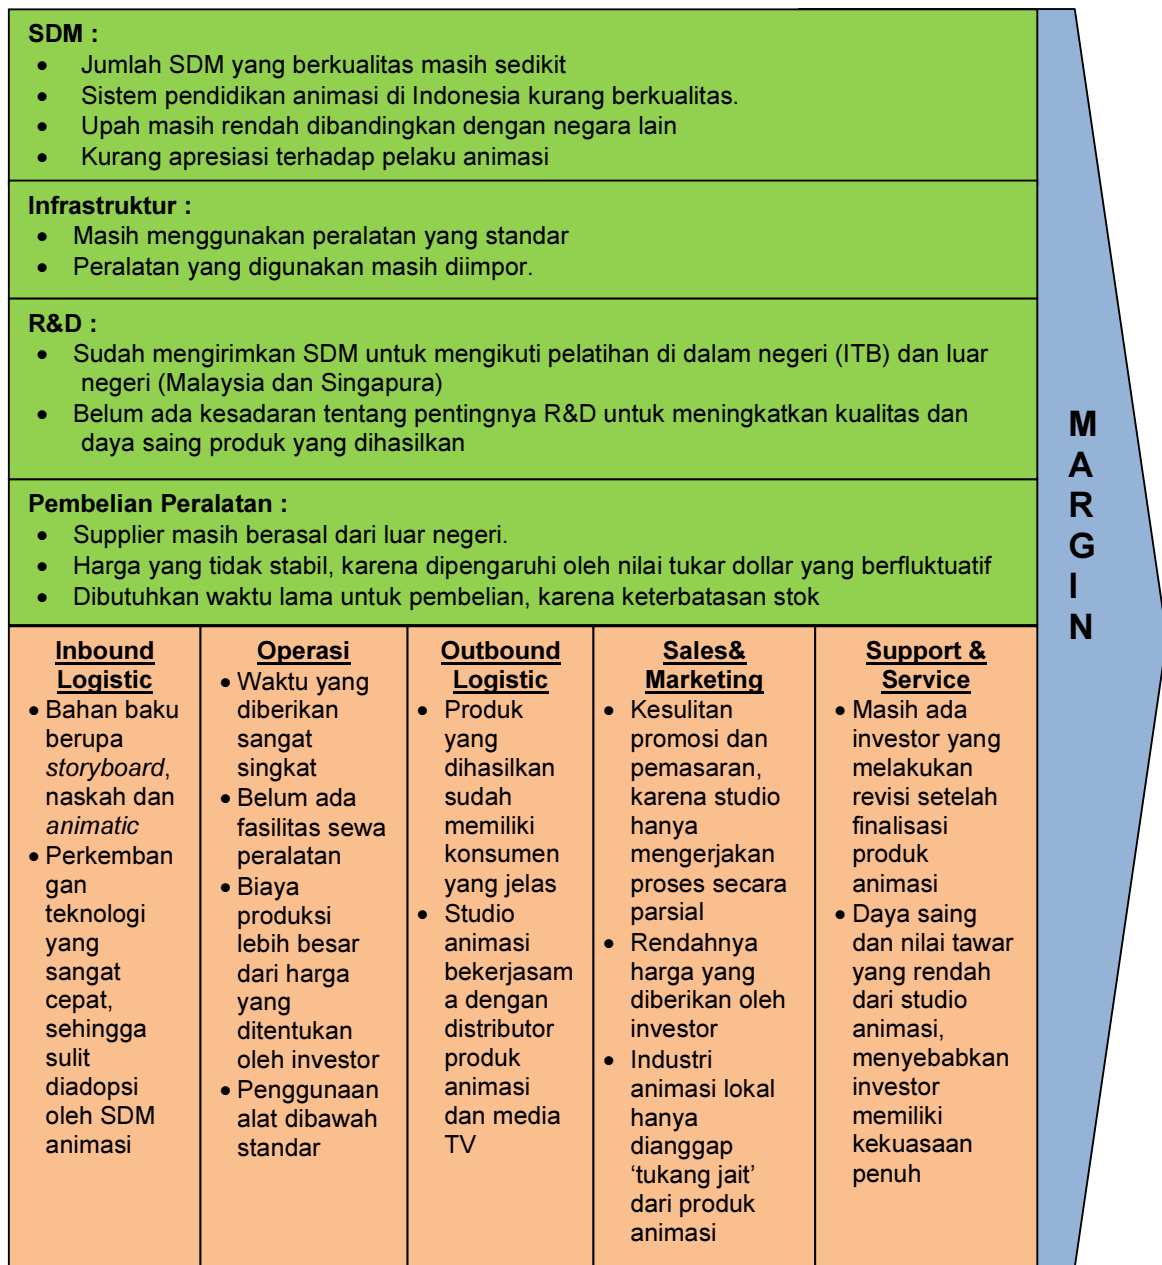 SDM :
• Jumlah SDM yang berkualitas masih sedikit
• Sistem pendidikan animasi di Indonesia kurang berkualitas.
• Upah masih rendah dibandingkan dengan negara lain
• Kurang apresiasi terhadap pelaku animasi
Infrastruktur :
• Masih menggunakan peralatan yang standar
• Peralatan yang digunakan masih diimpor.
R&D :
• Sudah mengirimkan SDM untuk mengikuti pelatihan di dalam negeri (ITB) dan luar
negeri (Malaysia dan Singapura)
• Belum ada kesadaran tentang pentingnya R&D untuk meningkatkan kualitas dan
daya saing produk yang dihasilkan
Pembelian Peralatan :
• Supplier masih berasal dari luar negeri.
• Harga yang tidak stabil, karena dipengaruhi oleh nilai tukar dollar yang berfluktuatif
• Dibutuhkan waktu lama untuk pembelian, karena keterbatasan stok
Inbound
Logistic
• Bahan baku
berupa
storyboard,
naskah dan
animatic
• Perkemban
gan
teknologi
yang
sangat
cepat,
sehingga
sulit
diadopsi
oleh SDM
animasi
Operasi
• Waktu yang
diberikan
sangat
singkat
• Belum ada
fasilitas sewa
peralatan
• Biaya
produksi
lebih besar
dari harga
yang
ditentukan
oleh investor
• Penggunaan
alat dibawah
standar
Outbound
Logistic
• Produk
yang
dihasilkan
sudah
memiliki
konsumen
yang jelas
• Studio
animasi
bekerjasam
a dengan
distributor
produk
animasi
dan media
TV
Sales&
Marketing
• Kesulitan
promosi dan
pemasaran,
karena studio
hanya
mengerjakan
proses secara
parsial
• Rendahnya
harga yang
diberikan oleh
investor
• Industri
animasi lokal
hanya
dianggap
‘tukang jait’
dari produk
animasi
Support &
Service
• Masih ada
investor yang
melakukan
revisi setelah
finalisasi
produk
animasi
• Daya saing
dan nilai tawar
yang rendah
dari studio
animasi,
menyebabkan
investor
memiliki
kekuasaan
penuh
M
A
R
G
I
N